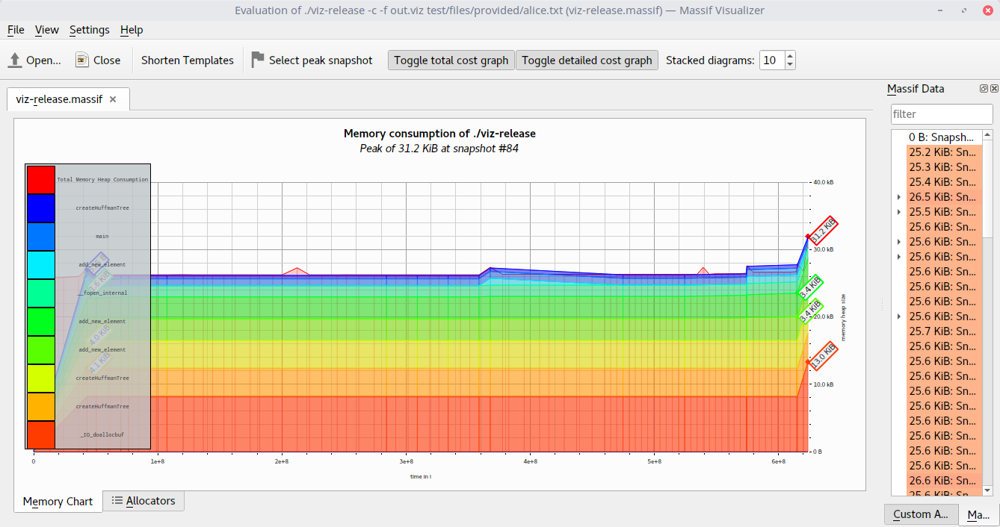 Evaluation of ./viz-release -c -f out.viz test/files/provided/alice.txt (viz-release.massif) — Massif Visualizer
File View Settings Help
Open... Close Shorten Templates Select peak snapshot Toggle total cost graph Toggle detailed cost graph Stacked diagrams: 10
viz-release.massif
Memory consumption of ./viz-release
Peak of 31.2 KiB at snapshot #84
Total Memory Heap Consumption
createHuffmanTree
main
add_new_element
__fopen_internal
add_new_element
add_new_element
createHuffmanTree
createHuffmanTree
_IO_doallocbuf
1.6 KiB
4.0 KiB
4.1 KiB
31.2 KiB
3.4 KiB
3.4 KiB
13.0 KiB
40.0 kB
30.0 kB
20.0 kB
10.0 kB
0 B
memory heap size
0 1e+8 2e+8 3e+8 4e+8 5e+8 6e+8
time in i
Memory Chart Allocators
Massif Data
filter
0 B: Snapsh...
25.2 KiB: Sn...
25.3 KiB: Sn...
25.4 KiB: Sn...
26.5 KiB: Sn...
25.5 KiB: Sn...
25.6 KiB: Sn...
25.6 KiB: Sn...
25.6 KiB: Sn...
25.6 KiB: Sn...
25.6 KiB: Sn...
25.6 KiB: Sn...
25.6 KiB: Sn...
25.7 KiB: Sn...
25.6 KiB: Sn...
25.6 KiB: Sn...
25.6 KiB: Sn...
25.6 KiB: Sn...
25.6 KiB: Sn...
25.6 KiB: Sn...
25.6 KiB: Sn...
25.6 KiB: Sn...
25.6 KiB: Sn...
26.6 KiB: Sn...
25.6 KiB: Sn...
Custom A... Ma...